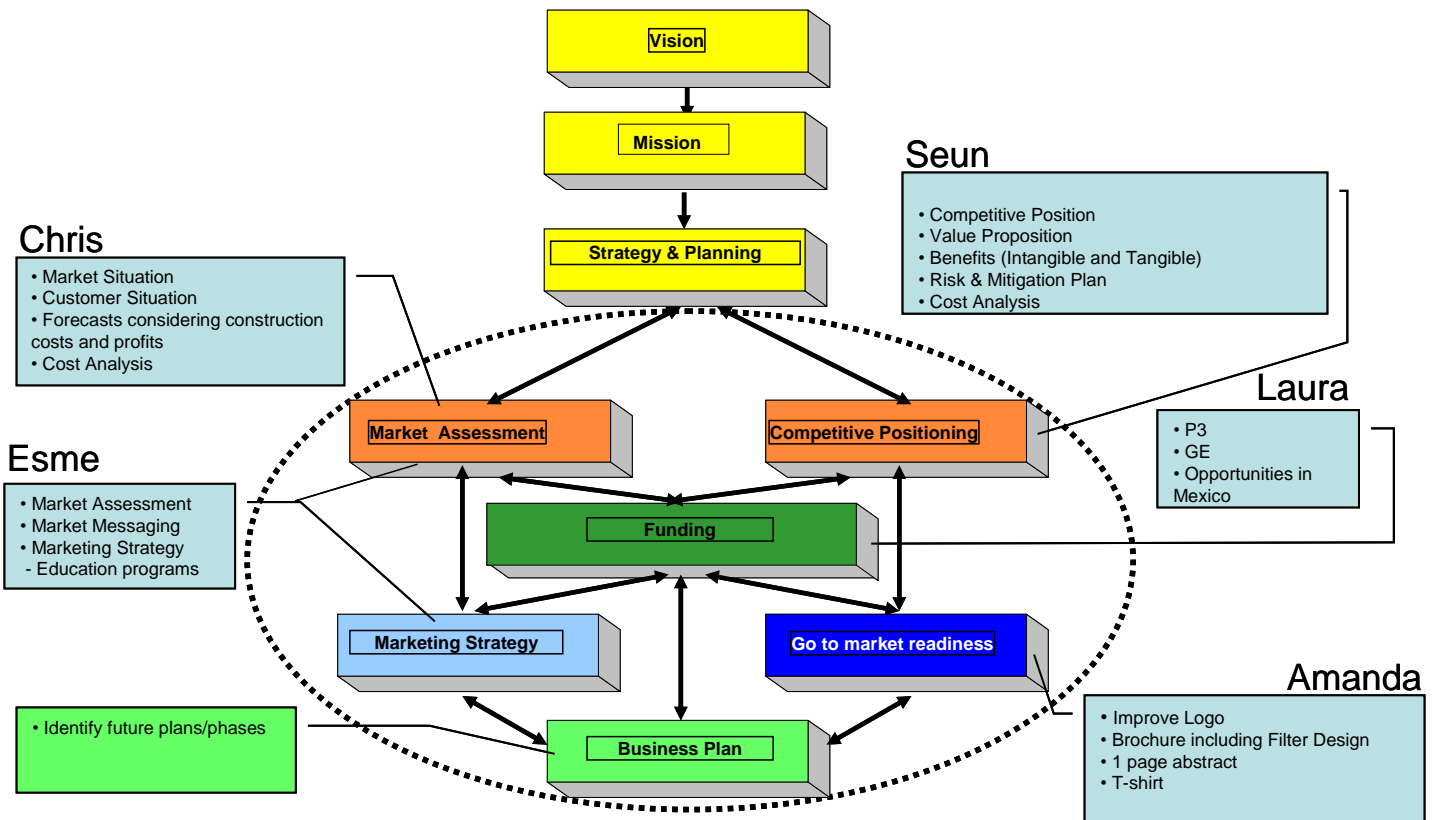 Vision
Mission
Strategy & Planning
Seun
• Competitive Position
• Value Proposition
• Benefits (Intangible and Tangible)
• Risk & Mitigation Plan
• Cost Analysis
Chris
• Market Situation
• Customer Situation
• Forecasts considering construction
costs and profits
• Cost Analysis
Market Assessment
Competitive Positioning
Laura
• P3
• GE
• Opportunities in
Mexico
Esme
• Market Assessment
• Market Messaging
• Marketing Strategy
- Education programs
Funding
Marketing Strategy
Go to market readiness
Amanda
• Improve Logo
• Brochure including Filter Design
• 1 page abstract
• T-shirt
• Identify future plans/phases
Business Plan